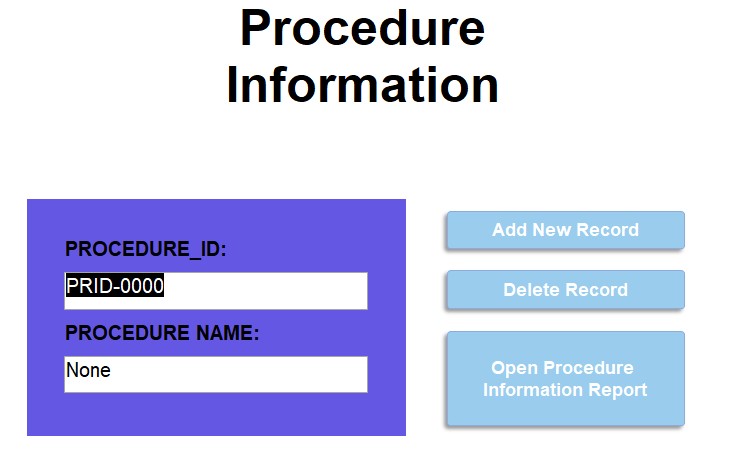 Procedure
Information
PROCEDURE_ID:
PRID-0000
PROCEDURE NAME:
None
Add New Record
Delete Record
Open Procedure
Information Report